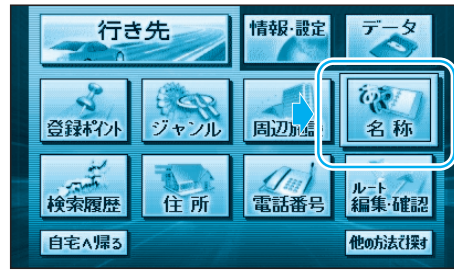 行き先
情報･設定
データ
登録ポイント
ジャンル
周辺施設
名称
検索履歴
住所
電話番号
ルート
編集･確認
自宅へ帰る
他の方法で探す